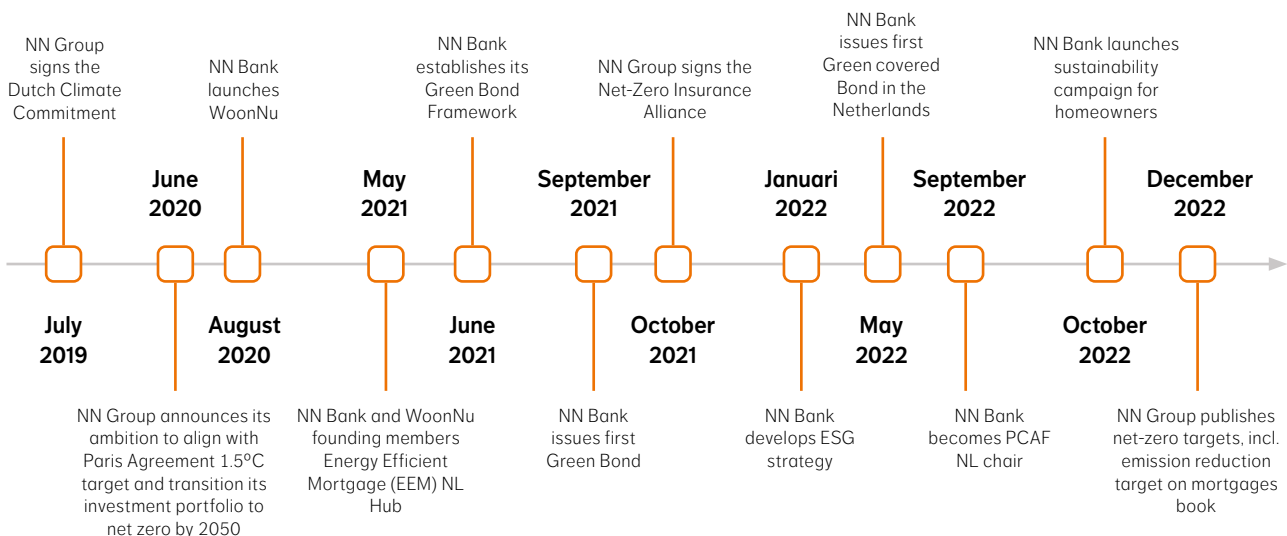 NN Group
signs the
Dutch Climate
Commitment
July
2019
June
2020
NN Group announces its
ambition to align with
Paris Agreement 1.5ºC
target and transition its
investment portfolio to
net zero by 2050
NN Bank
launches
WoonNu
August
2020
May
2021
NN Bank and WoonNu
founding members
Energy Efficient
Mortgage (EEM) NL
Hub
NN Bank
establishes its
Green Bond
Framework
June
2021
September
2021
NN Bank
issues first
Green Bond
NN Group signs the
Net-Zero Insurance
Alliance
October
2021
Januari
2022
NN Bank
develops ESG
strategy
NN Bank
issues first
Green covered
Bond in the
Netherlands
May
2022
September
2022
NN Bank
becomes PCAF
NL chair
NN Bank launches
sustainability
campaign for
homeowners
October
2022
December
2022
NN Group publishes
net-zero targets, incl.
emission reduction
target on mortgages
book